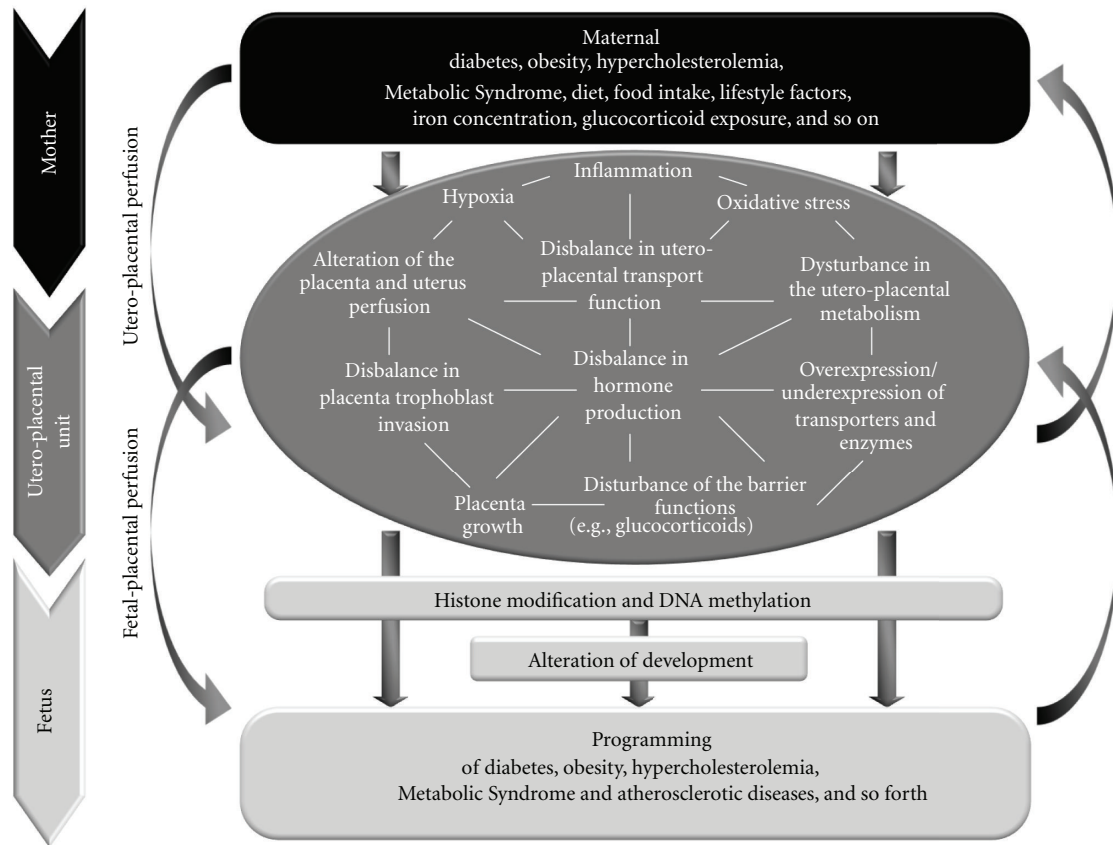 Mother
Utero-placental
unit
Fetus
Utero-placental perfusion
Fetal-placental perfusion
Maternal
diabetes, obesity, hypercholesterolemia,
Metabolic Syndrome, diet, food intake, lifestyle factors,
iron concentration, glucocorticoid exposure, and so on
Inflammation
Hypoxia
Oxidative stress
Alteration of the
placenta and uterus
perfusion
Disbalance in utero-
placental transport
function
Dysturbance in
the utero-placental
metabolism
Disbalance in
placenta trophoblast
invasion
Disbalance in
hormone
production
Overexpression/
underexpression of
transporters and
enzymes
Placenta
growth
Disturbance of the barrier
functions
(e.g., glucocorticoids)
Histone modification and DNA methylation
Alteration of development
Programming
of diabetes, obesity, hypercholesterolemia,
Metabolic Syndrome and atherosclerotic diseases, and so forth